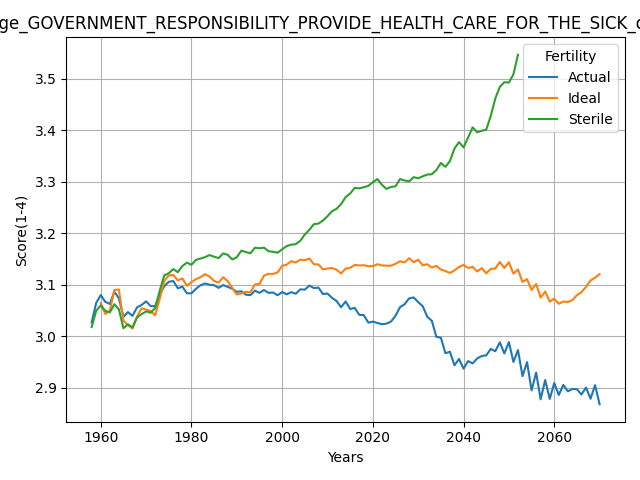 ge_GOVERNMENT_RESPONSIBILITY_PROVIDE_HEALTH_CARE_FOR_THE_SICK_
Fertility
Actual
Ideal
Sterile
Score(1-4)
3.5
3.4
3.3
3.2
3.1
3.0
2.9
1960 1980 2000 2020 2040 2060
Years